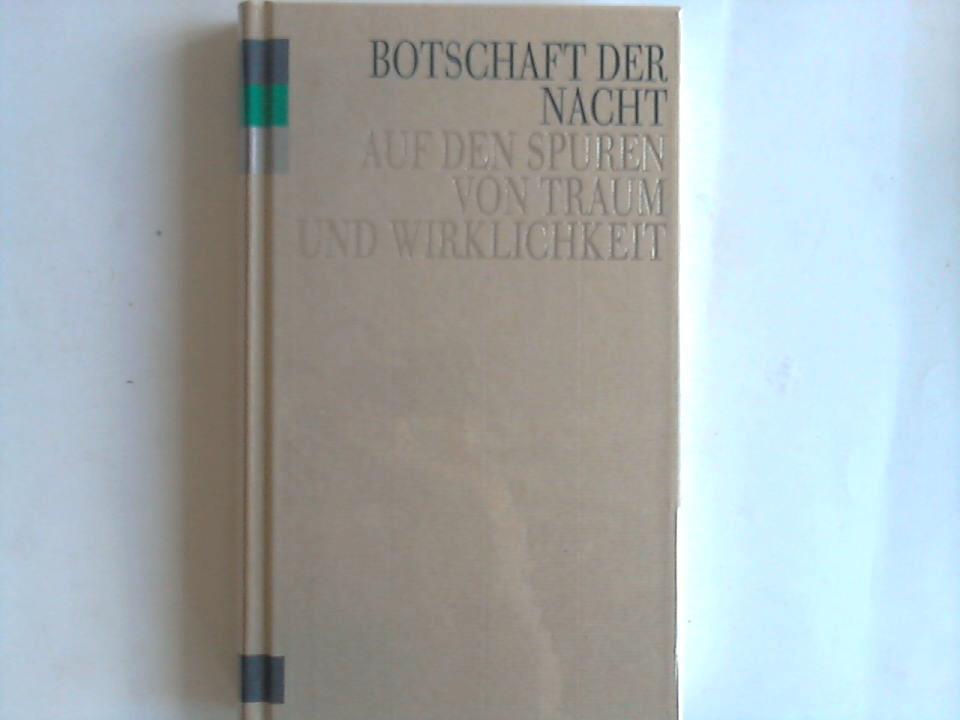 BOTSCHAFT DER
NACHT
AUF DEN SPUREN
VON TRAUM
UND WIRKLICHKEIT